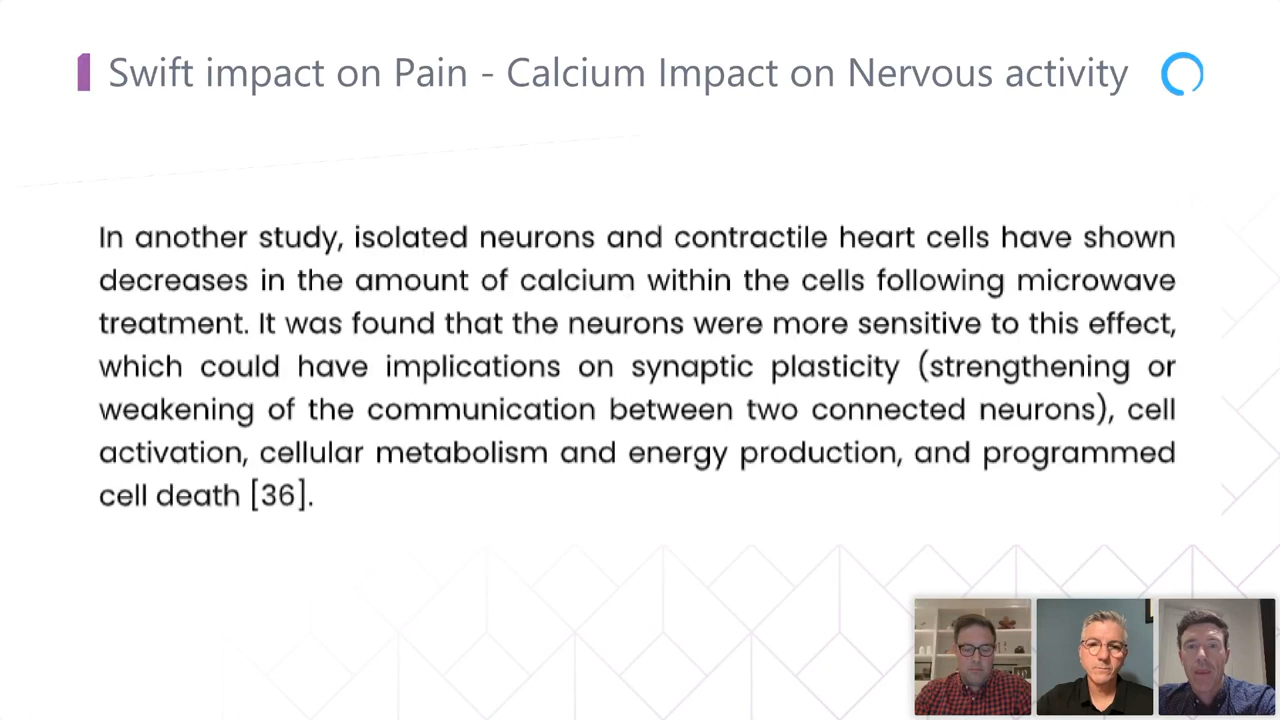 Swift impact on Pain - Calcium Impact on Nervous activity
In another study, isolated neurons and contractile heart cells have shown
decreases in the amount of calcium within the cells following microwave
treatment. It was found that the neurons were more sensitive to this effect,
which could have implications on synaptic plasticity (strengthening or
weakening of the communication between two connected neurons), cell
activation, cellular metabolism and energy production, and programmed
cell death [36].